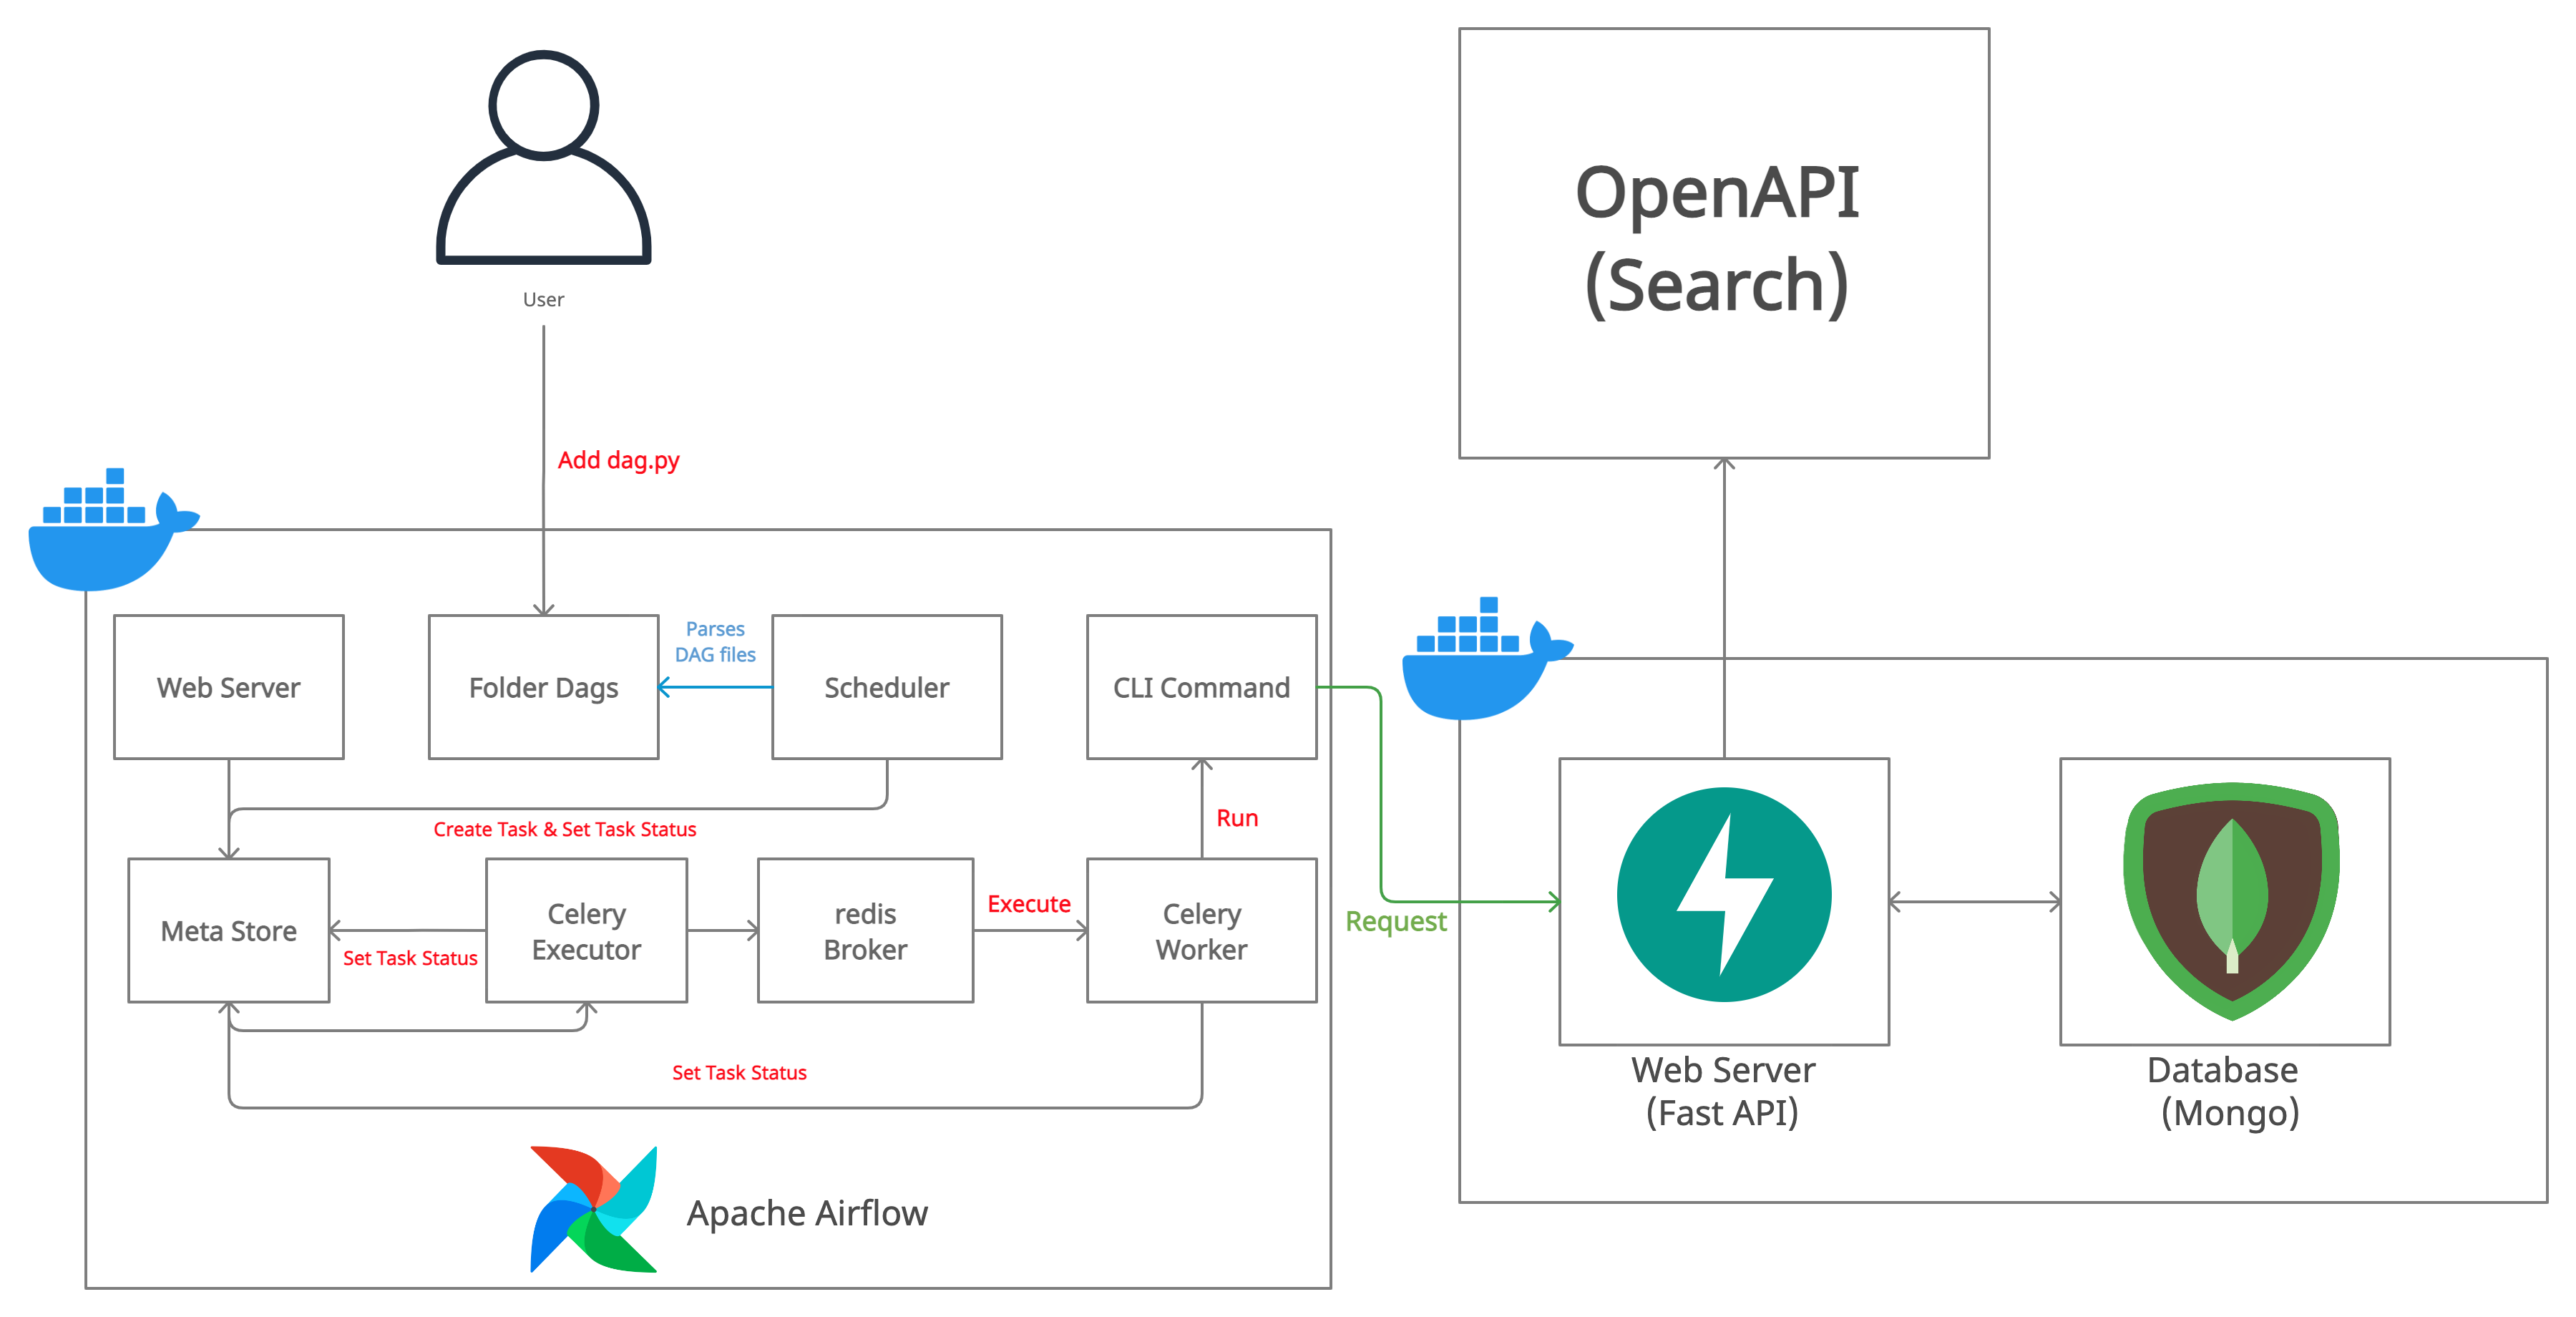 User
OpenAPI
(Search)
Add dag.py
Web Server
Folder Dags
Parses
DAG files
Scheduler
CLI Command
Create Task & Set Task Status
Run
Meta Store
Set Task Status
Celery
Executor
redis
Broker
Execute
Celery
Worker
Request
Set Task Status
Web Server
(Fast API)
Database
(Mongo)
Apache Airflow